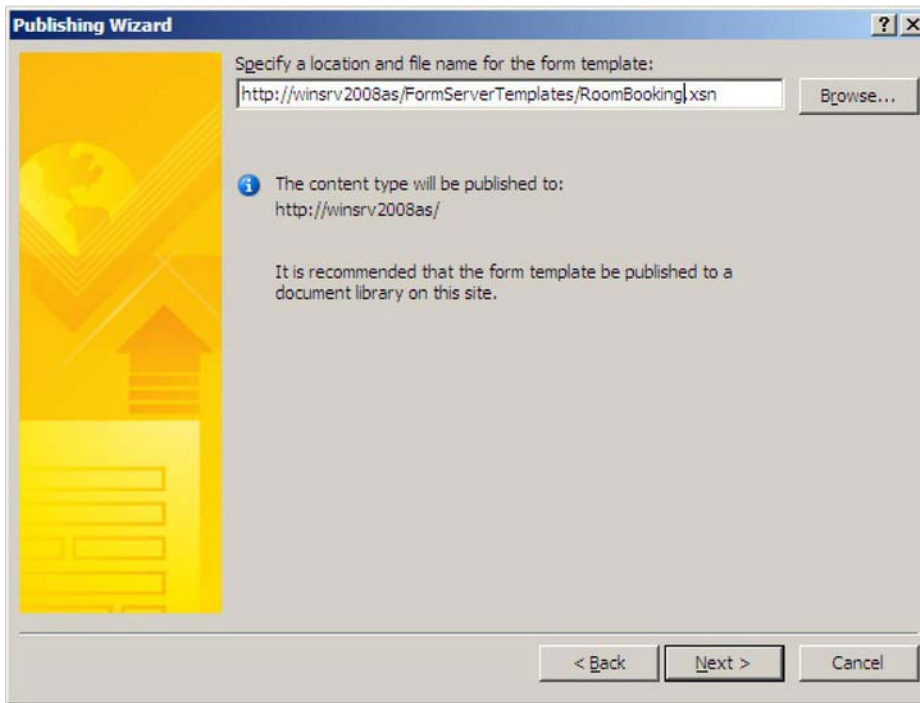 Publishing Wizard
Specify a location and file name for the form template:
http://winsrv2008as/FormServerTemplates/RoomBooking.xsn
Browse...
The content type will be published to:
http://winsrv2008as/
It is recommended that the form template be published to a
document library on this site.
< Back
Next >
Cancel